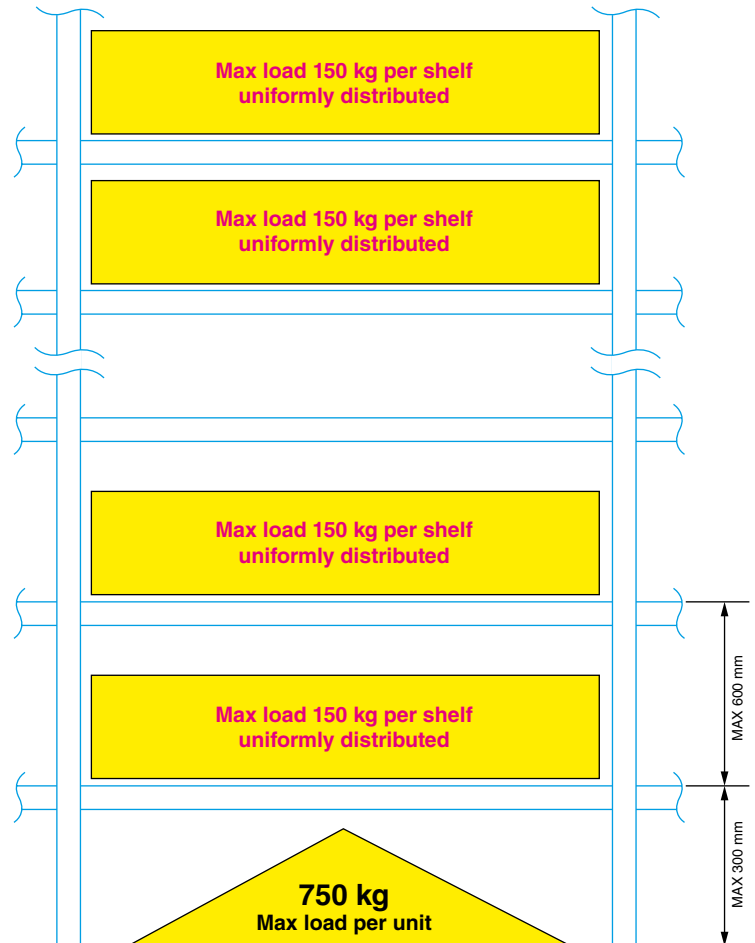 Max load 150 kg per shelf
uniformly distributed
Max load 150 kg per shelf
uniformly distributed
Max load 150 kg per shelf
uniformly distributed
MAX 600 mm
Max load 150 kg per shelf
uniformly distributed
MAX 300 mm
750 kg
Max load per unit